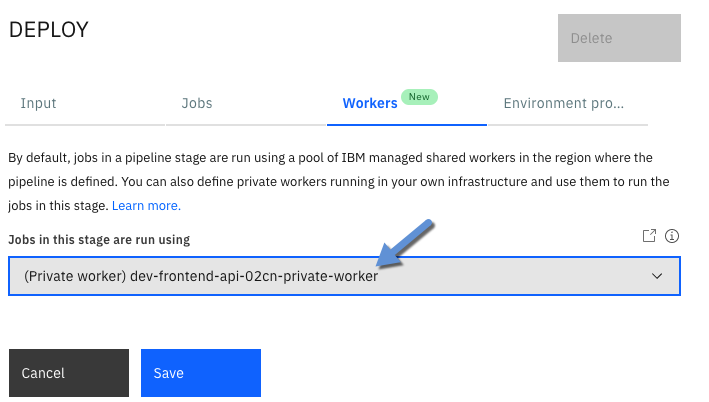 DEPLOY
Delete
Input
Jobs
Workers New
Environment pro...
By default, jobs in a pipeline stage are run using a pool of IBM managed shared workers in the region where the
pipeline is defined. You can also define private workers running in your own infrastructure and use them to run the
jobs in this stage. Learn more.
Jobs in this stage are run using
(Private worker) dev-frontend-api-02cn-private-worker
Cancel
Save